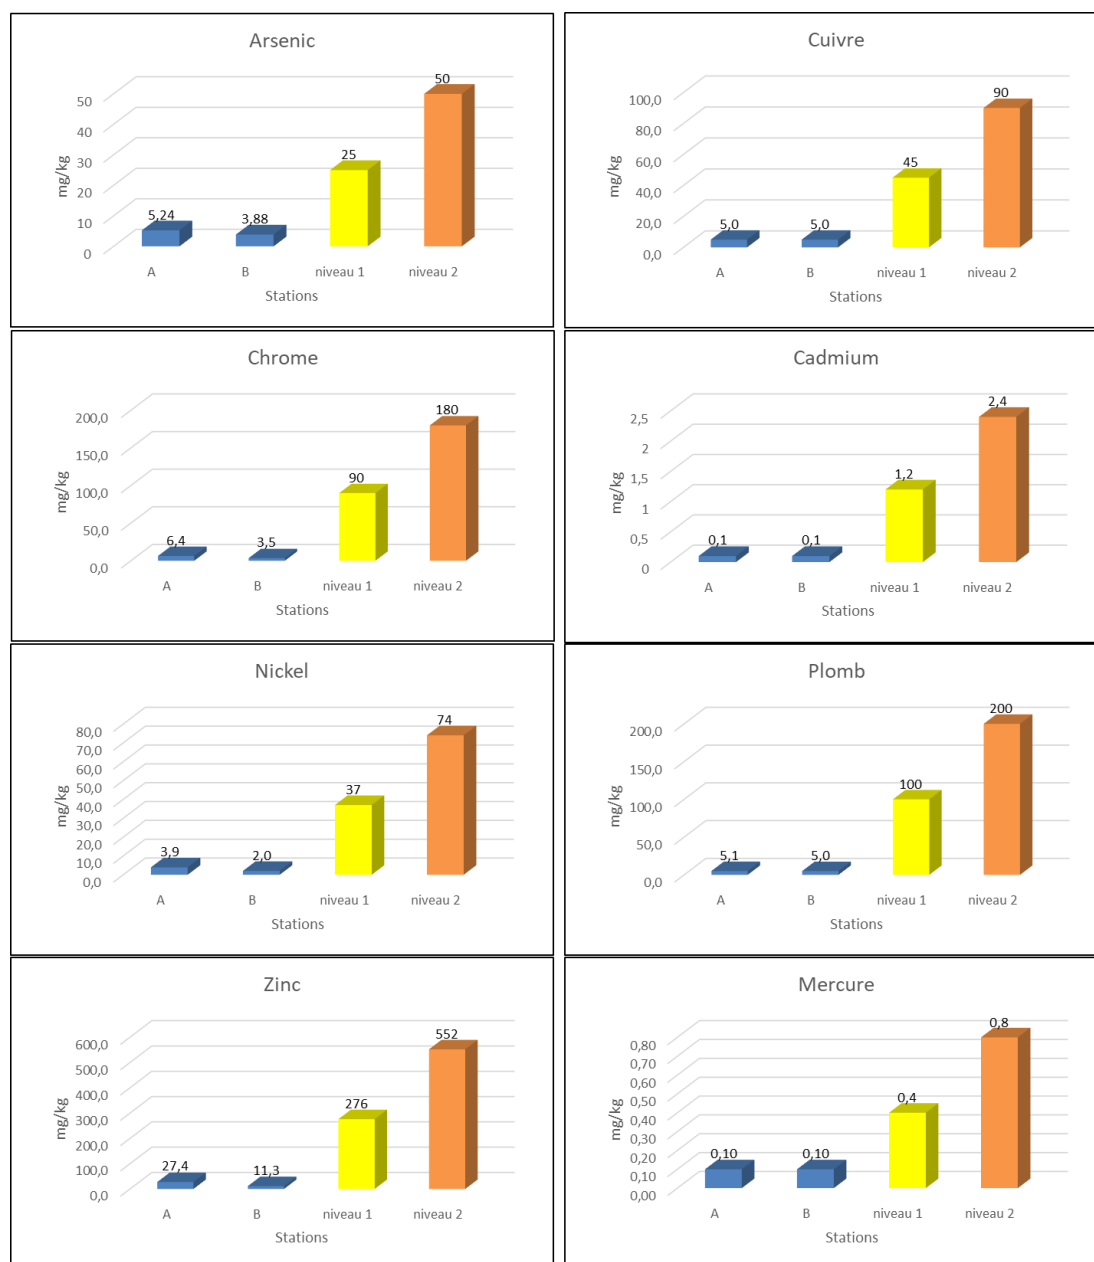 Arsenic
50
40
30
20
10
0
mg/kg
5,24
3,88
25
50
A
B
niveau 1
niveau 2
Stations
Cuivre
100,0
80,0
60,0
40,0
20,0
0,0
mg/kg
5,0
5,0
45
90
A
B
niveau 1
niveau 2
Stations
Chrome
200,0
150,0
100,0
50,0
0,0
mg/kg
6,4
3,5
90
180
A
B
niveau 1
niveau 2
Stations
Cadmium
2,5
2
1,5
1
0,5
0
mg/kg
0,1
0,1
1,2
2,4
A
B
niveau 1
niveau 2
Stations
Nickel
80,0
70,0
60,0
50,0
40,0
30,0
20,0
10,0
0,0
mg/kg
3,9
2,0
37
74
A
B
niveau 1
niveau 2
Stations
Plomb
200,0
150,0
100,0
50,0
0,0
mg/kg
5,1
5,0
100
200
A
B
niveau 1
niveau 2
Stations
Zinc
600,0
500,0
400,0
300,0
200,0
100,0
0,0
mg/kg
27,4
11,3
276
552
A
B
niveau 1
niveau 2
Stations
Mercure
0,80
0,70
0,60
0,50
0,40
0,30
0,20
0,10
0,00
mg/kg
0,10
0,10
0,4
0,8
A
B
niveau 1
niveau 2
Stations